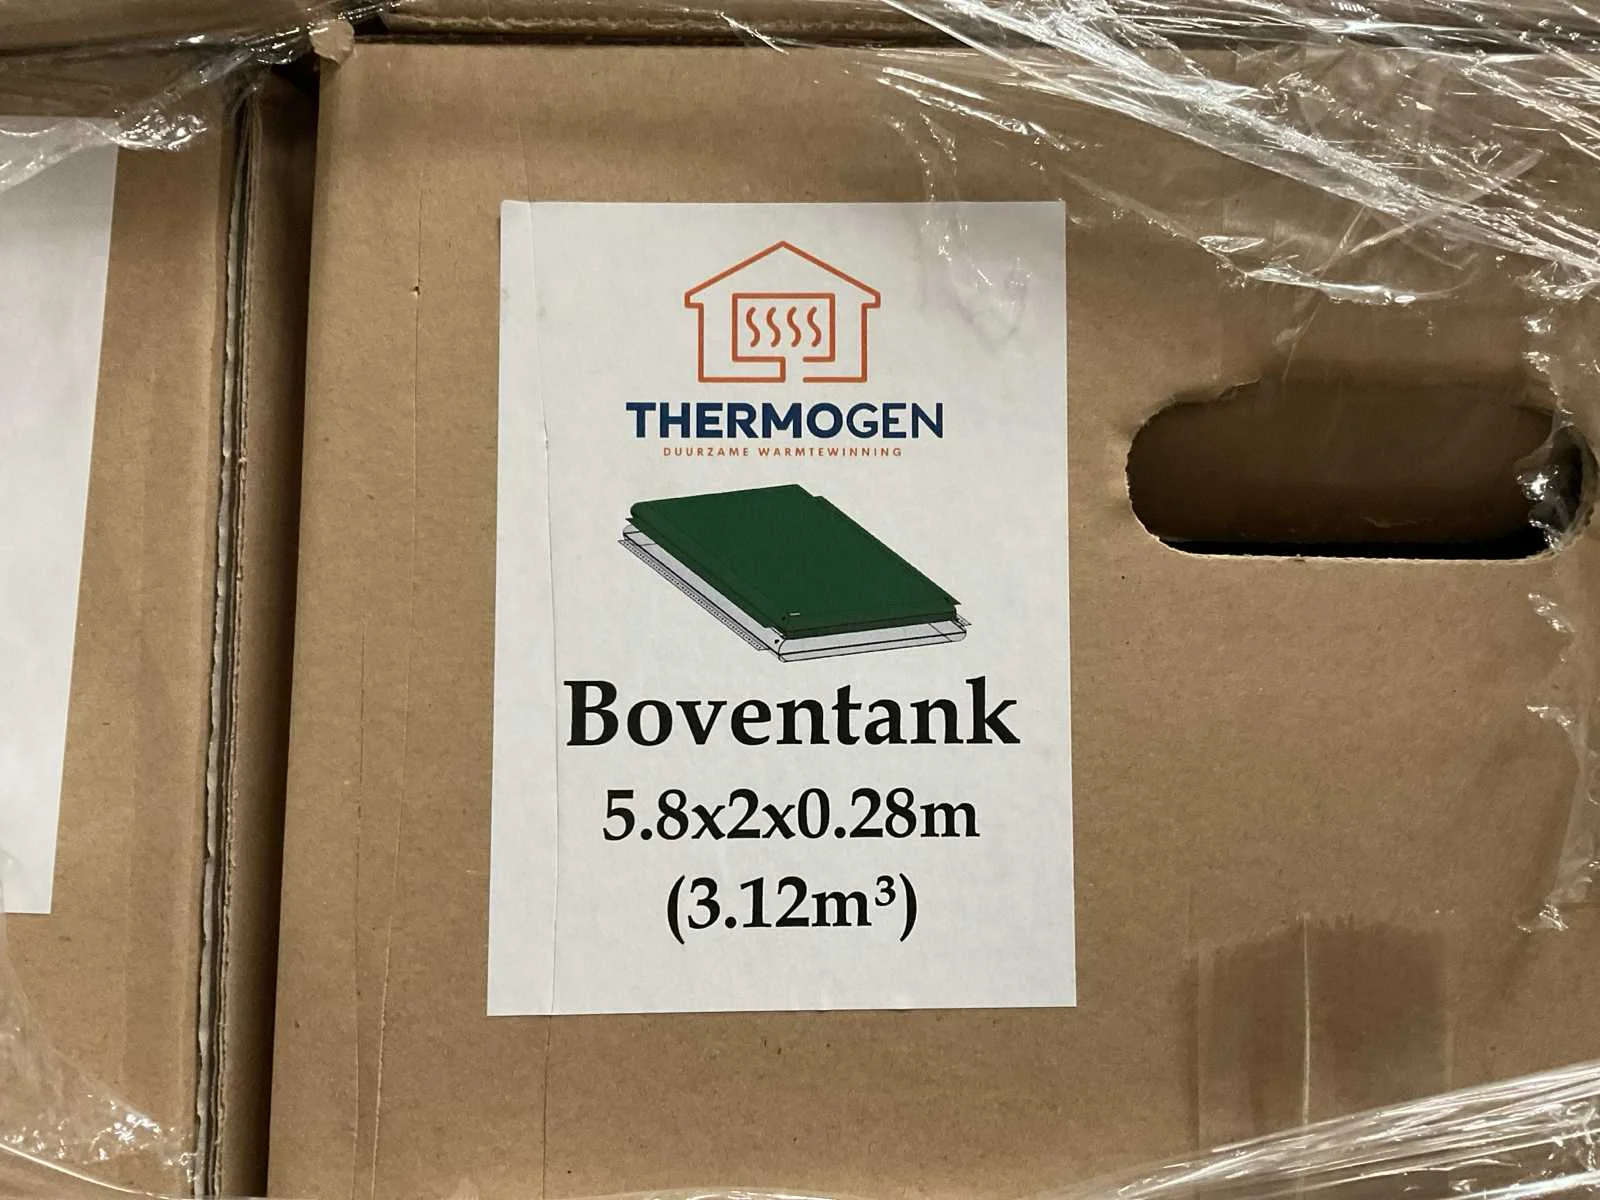 THERMOGEN
DUURZAME WARMTEWINNING
Boventank
5.8x2x0.28m
(3.12m³)